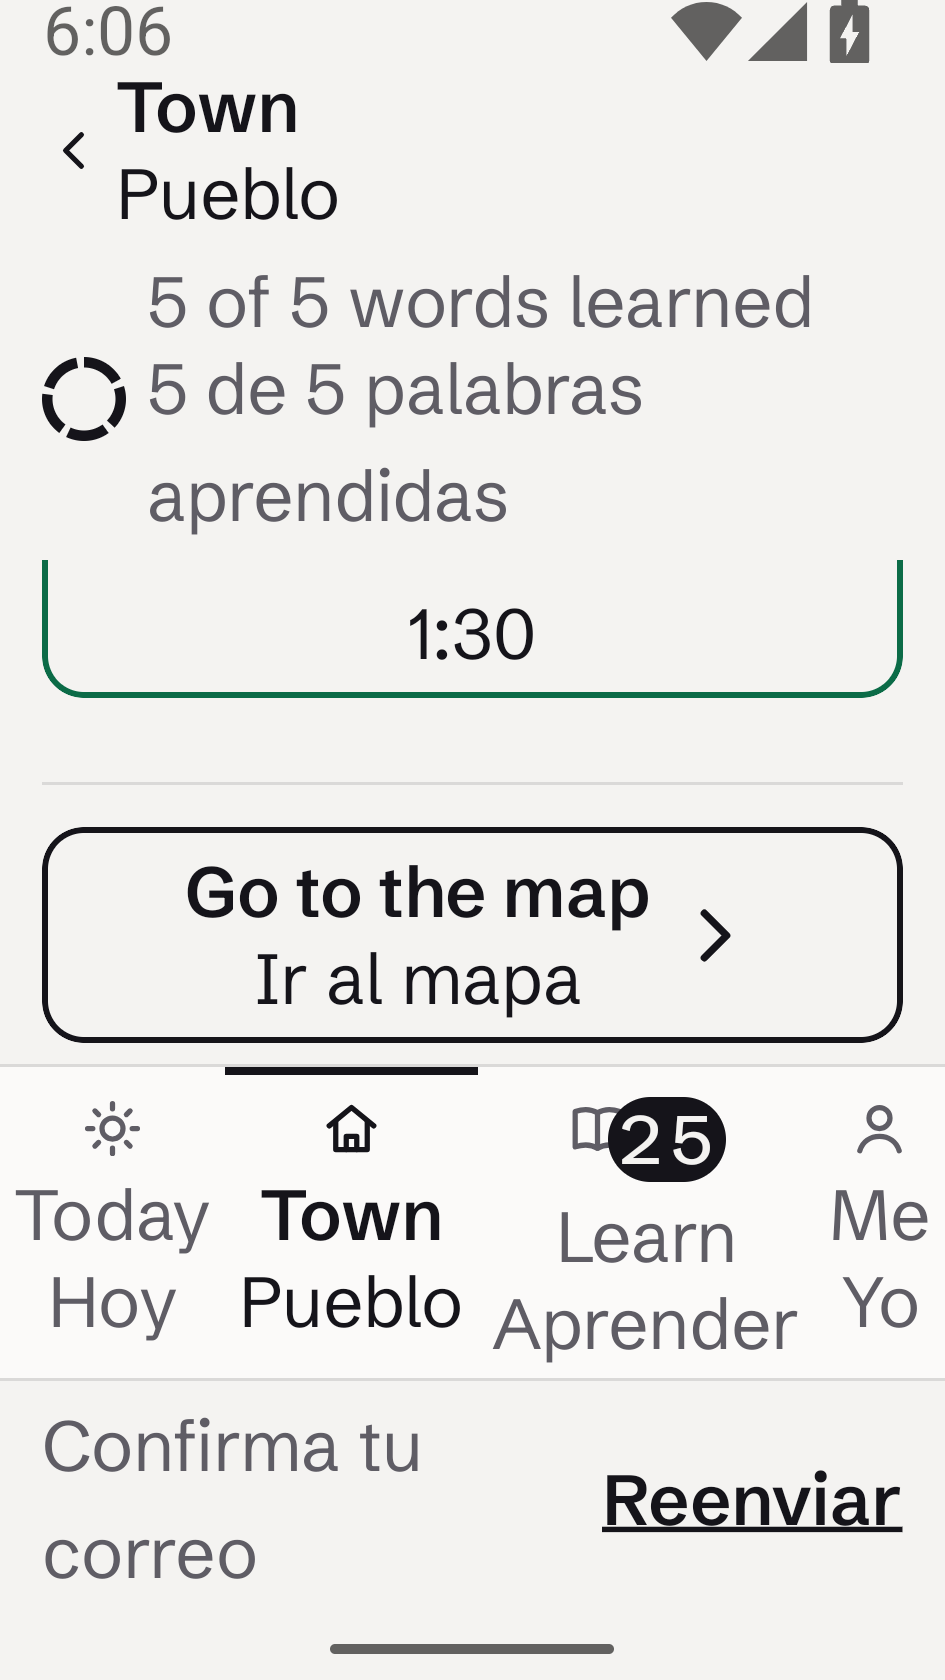 6:06
Town
Pueblo
5 of 5 words learned
5 de 5 palabras
aprendidas
1:30
Go to the map
Ir al mapa
25
Today
Hoy
Town
Pueblo
Learn
Aprender
Me
Yo
Confirma tu
correo
Reenviar